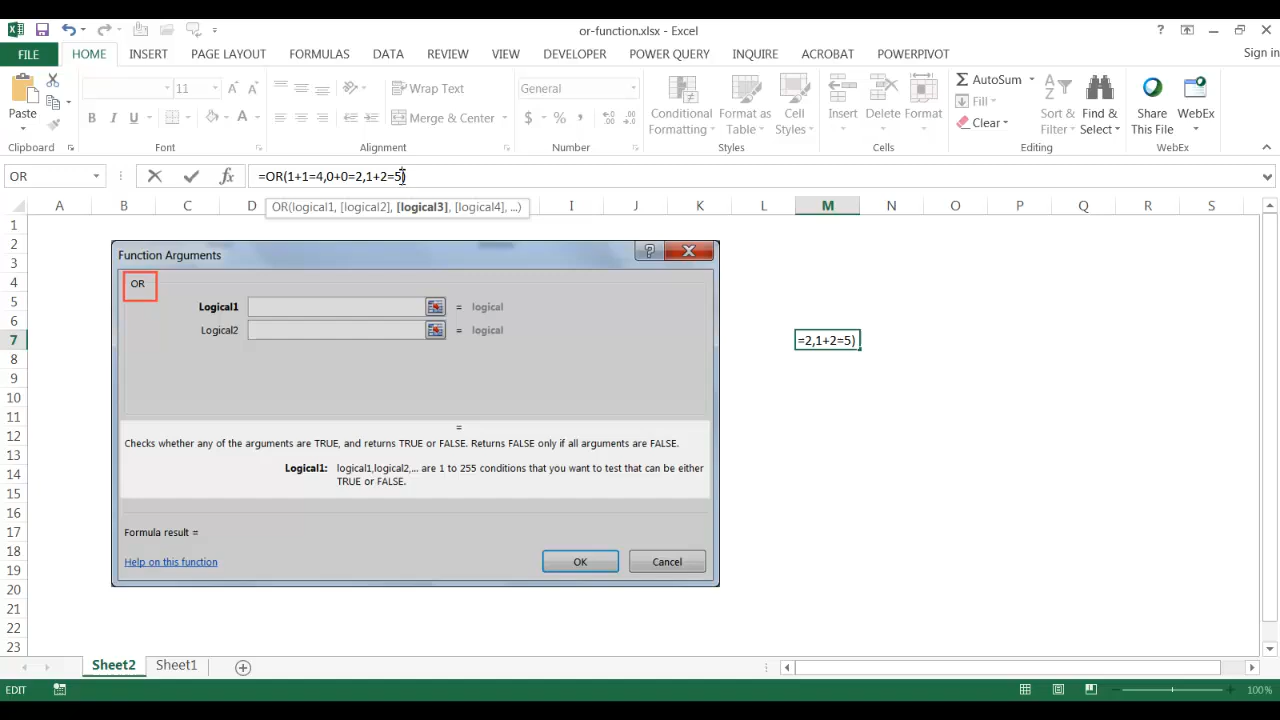 or-function.xlsx - Excel
?
Sign in
FILE HOME INSERT PAGE LAYOUT FORMULAS DATA REVIEW VIEW DEVELOPER POWER QUERY INQUIRE ACROBAT POWERPIVOT
Paste
Clipboard
11
B I U
Font
Wrap Text
Merge & Center
Alignment
General
$ % ,
Number
Conditional Formatting
Format as Table
Cell Styles
Styles
Insert Delete Format
Cells
AutoSum
Fill
Clear
Sort & Filter
Find & Select
Editing
Share This File
WebEx
WebEx
OR
fx
=OR(1+1=4,0+0=2,1+2=5)
OR(logical1, [logical2], [logical3], [logical4], ...)
A B C D I J K L M N O P Q R S
1
2
3
4
5
6
7
8
9
10
11
12
13
14
15
16
17
18
19
20
21
22
23
Function Arguments
?
OR
Logical1 = logical
Logical2 = logical
=
Checks whether any of the arguments are TRUE, and returns TRUE or FALSE. Returns FALSE only if all arguments are FALSE.
Logical1: logical1,logical2,... are 1 to 255 conditions that you want to test that can be either
TRUE or FALSE.
Formula result =
Help on this function
OK
Cancel
=2,1+2=5)
Sheet2 Sheet1
EDIT
100%